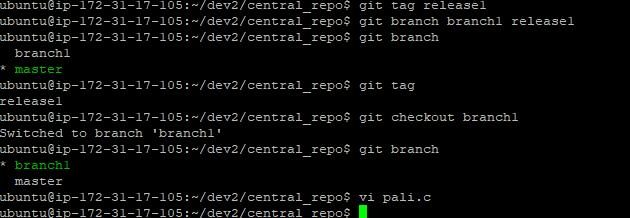 ubuntu@ip-172-31-17-105:~/dev2/central_repo$ git tag release1
ubuntu@ip-172-31-17-105:~/dev2/central_repo$ git branch branch1 release1
ubuntu@ip-172-31-17-105:~/dev2/central_repo$ git branch
  branch1
* master
ubuntu@ip-172-31-17-105:~/dev2/central_repo$ git tag
release1
ubuntu@ip-172-31-17-105:~/dev2/central_repo$ git checkout branch1
Switched to branch 'branch1'
ubuntu@ip-172-31-17-105:~/dev2/central_repo$ git branch
* branch1
  master
ubuntu@ip-172-31-17-105:~/dev2/central_repo$ vi pali.c
ubuntu@ip-172-31-17-105:~/dev2/central_repo$